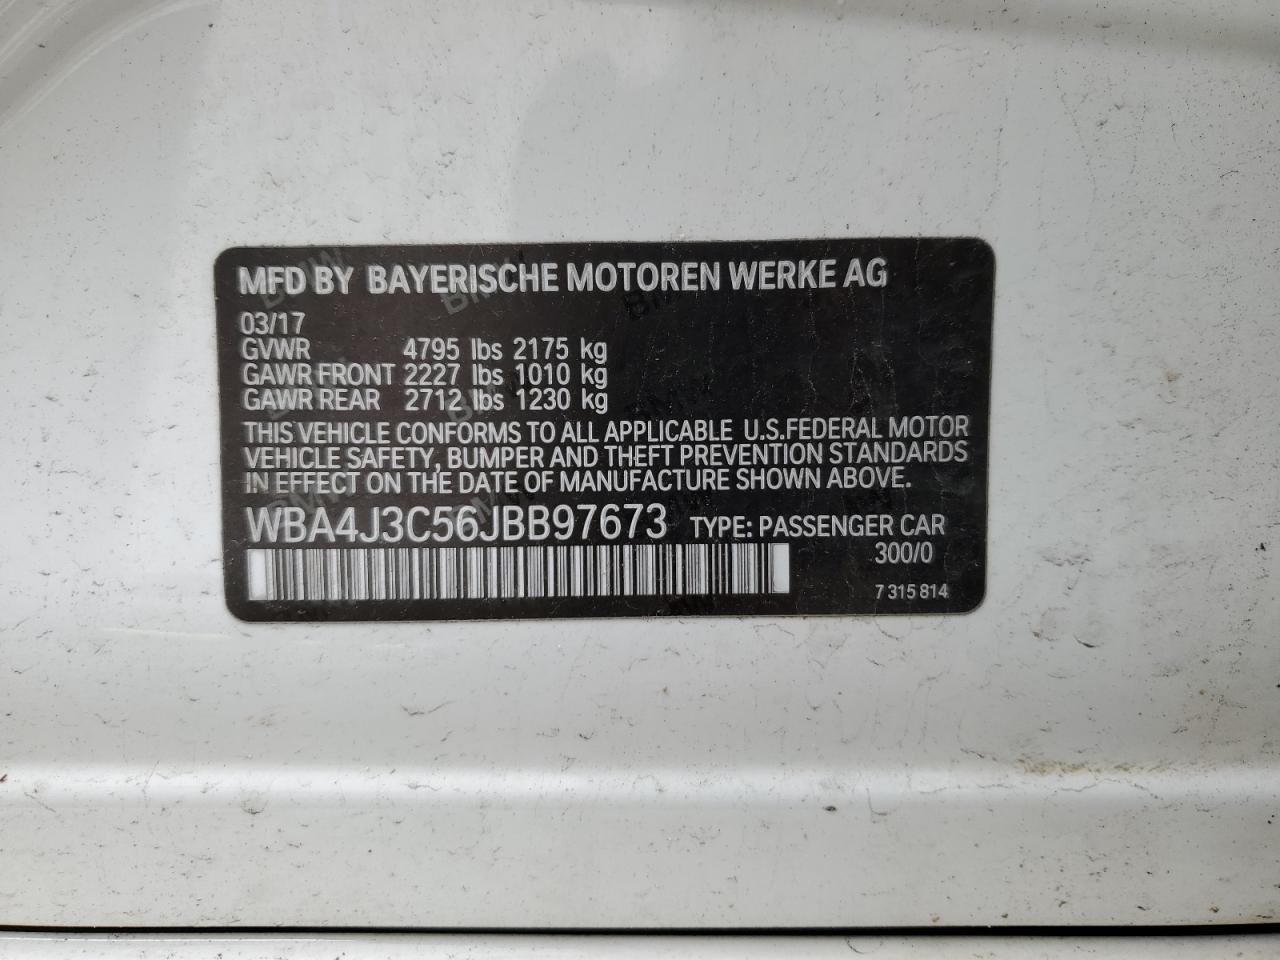 MFD BY BAYERISCHE MOTOREN WERKE AG
03/17
GVWR 4795 lbs 2175 kg
GAWR FRONT 2227 lbs 1010 kg
GAWR REAR 2712 lbs 1230 kg
THIS VEHICLE CONFORMS TO ALL APPLICABLE U.S.FEDERAL MOTOR
VEHICLE SAFETY, BUMPER AND THEFT PREVENTION STANDARDS
IN EFFECT ON THE DATE OF MANUFACTURE SHOWN ABOVE.
WBA4J3C56JBB97673 TYPE: PASSENGER CAR
300/0
7 315 814